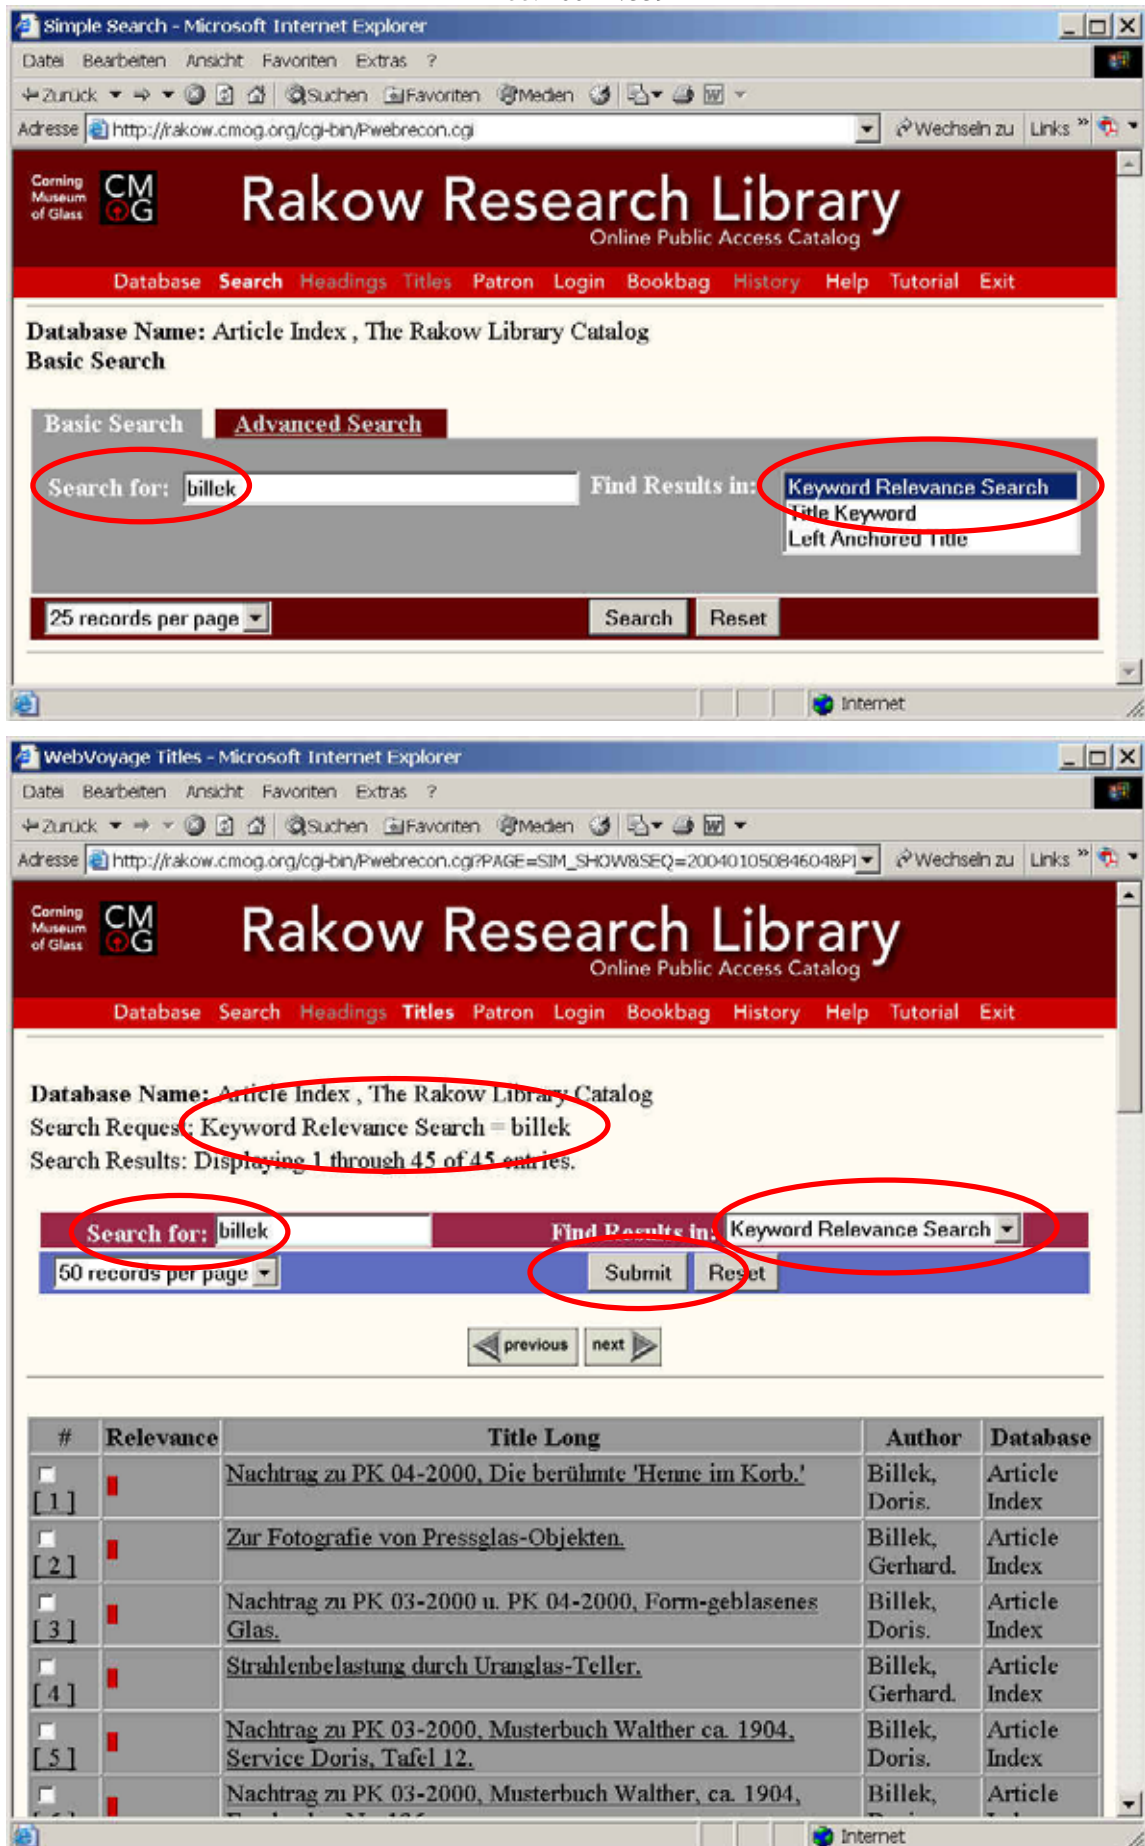 Simple Search - Microsoft Internet Explorer
Datei Bearbeiten Ansicht Favoriten Extras ?
Zurück Suchen Favoriten Medien
Adresse http://rakow.cmog.org/cgi-bin/Pwebrecon.cgi Wechseln zu Links »
Corning Museum of Glass CMOG
Rakow Research Library
Online Public Access Catalog
Database Search Headings Titles Patron Login Bookbag History Help Tutorial Exit
Database Name: Article Index , The Rakow Library Catalog
Basic Search
Basic Search Advanced Search
Search for: billek Find Results in: Keyword Relevance Search
Title Keyword
Left Anchored Title
25 records per page Search Reset
Internet
WebVoyage Titles - Microsoft Internet Explorer
Datei Bearbeiten Ansicht Favoriten Extras ?
Zurück Suchen Favoriten Medien
Adresse http://rakow.cmog.org/cgi-bin/Pwebrecon.cgi?PAGE=SIM_SHOW&SEQ=20040105084604&PI Wechseln zu Links »
Corning Museum of Glass CMOG
Rakow Research Library
Online Public Access Catalog
Database Search Headings Titles Patron Login Bookbag History Help Tutorial Exit
Database Name: Article Index , The Rakow Library Catalog
Search Request: Keyword Relevance Search = billek
Search Results: Displaying 1 through 45 of 45 entries.
Search for: billek Find Results in: Keyword Relevance Search
50 records per page Submit Reset
previous next
# Relevance Title Long Author Database
[ 1 ] Nachtrag zu PK 04-2000, Die berühmte 'Henne im Korb.' Billek, Doris. Article Index
[ 2 ] Zur Fotografie von Pressglas-Objekten. Billek, Gerhard. Article Index
[ 3 ] Nachtrag zu PK 03-2000 u. PK 04-2000, Form-geblasenes Glas. Billek, Doris. Article Index
[ 4 ] Strahlenbelastung durch Uranglas-Teller. Billek, Gerhard. Article Index
[ 5 ] Nachtrag zu PK 03-2000, Musterbuch Walther ca. 1904, Service Doris, Tafel 12. Billek, Doris. Article Index
Nachtrag zu PK 03-2000, Musterbuch Walther, ca. 1904, Billek, Article
Internet